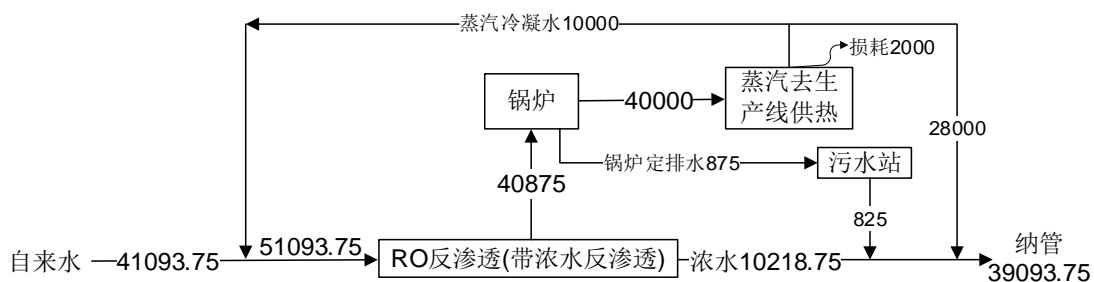 蒸汽冷凝水10000
损耗2000
锅炉
40000
蒸汽去生
产线供热
28000
锅炉定排水875
污水站
40875
825
自来水
41093.75
51093.75
RO反渗透(带浓水反渗透)
浓水10218.75
纳管
39093.75